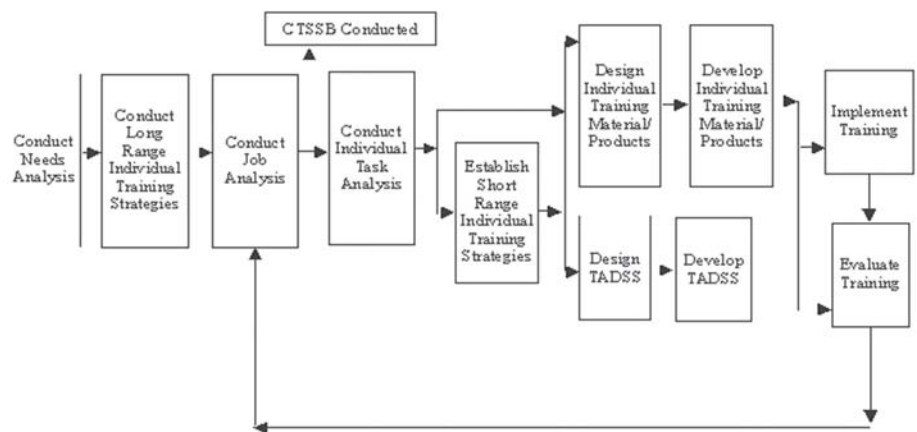 CTSSB Conducted
Conduct
Needs
Analysis
Conduct
Long
Range
Individual
Training
Strategies
Conduct
Job
Analysis
Conduct
Individual
Task
Analysis
Establish
Short
Range
Individual
Training
Strategies
Design
Individual
Training
Material/
Products
Develop
Individual
Training
Material/
Products
Design
TADSS
Develop
TADSS
Implement
Training
Evaluate
Training